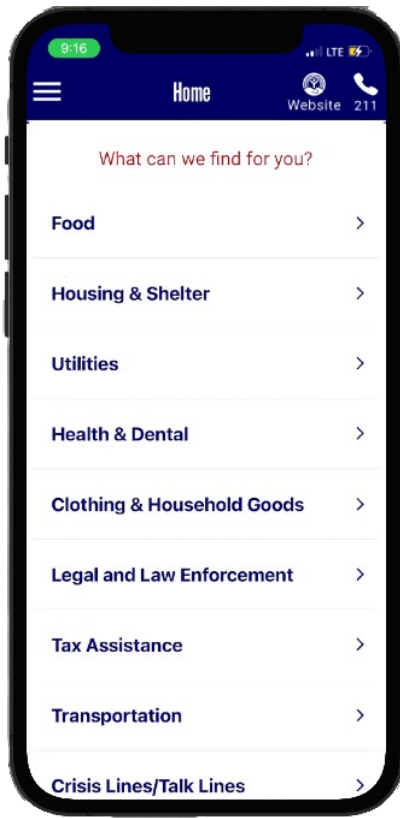 9:16
LTE
Home
Website
211
What can we find for you?
Food
Housing & Shelter
Utilities
Health & Dental
Clothing & Household Goods
Legal and Law Enforcement
Tax Assistance
Transportation
Crisis Lines/Talk Lines